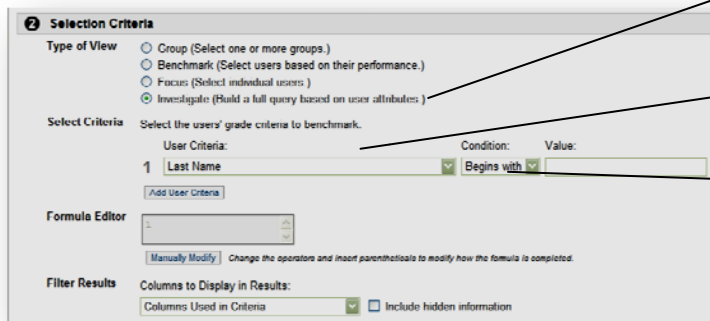 2 Selection Criteria
Type of View
Group (Select one or more groups.)
Benchmark (Select users based on their performance.)
Focus (Select individual users.)
Investigate (Build a full query based on user attributes.)
Select Criteria Select the users' grade criteria to benchmark.
User Criteria: Condition: Value:
1 Last Name Begins with
Add User Criteria
Formula Editor
1
Manually Modify Change the operators and insert parentheticals to modify how the formula is completed.
Filter Results Columns to Display in Results:
Columns Used in Criteria Include hidden information